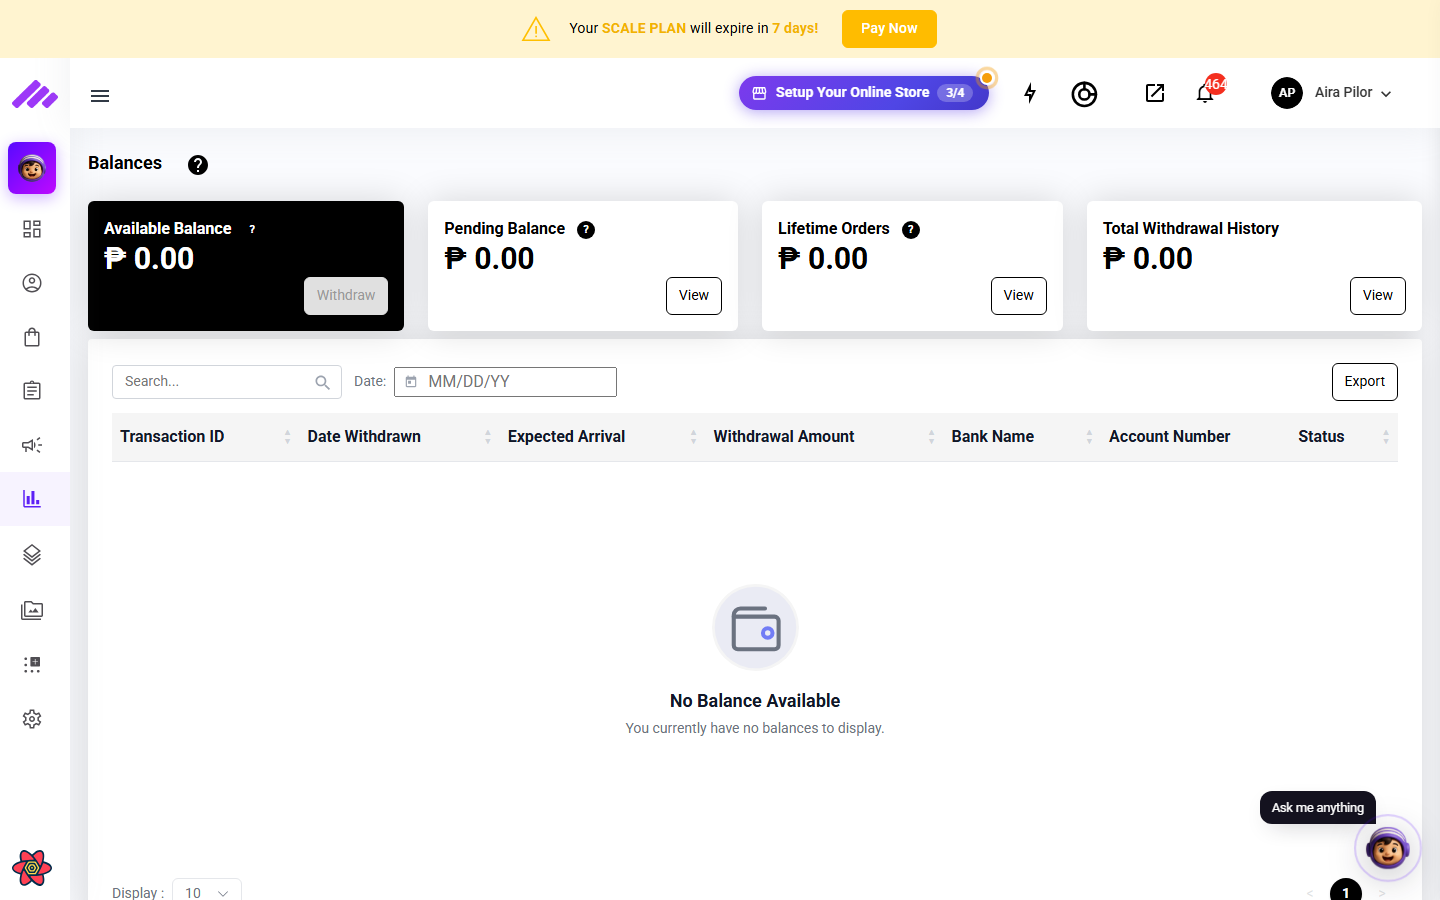 Your SCALE PLAN will expire in 7 days! Pay Now
Setup Your Online Store 3/4
464
AP Aira Pilor
Balances ?
Available Balance ?
₱ 0.00
Withdraw
Pending Balance ?
₱ 0.00
View
Lifetime Orders ?
₱ 0.00
View
Total Withdrawal History
₱ 0.00
View
Search... Date: MM/DD/YY Export
Transaction ID Date Withdrawn Expected Arrival Withdrawal Amount Bank Name Account Number Status
No Balance Available
You currently have no balances to display.
Ask me anything
Display : 10 < 1 >